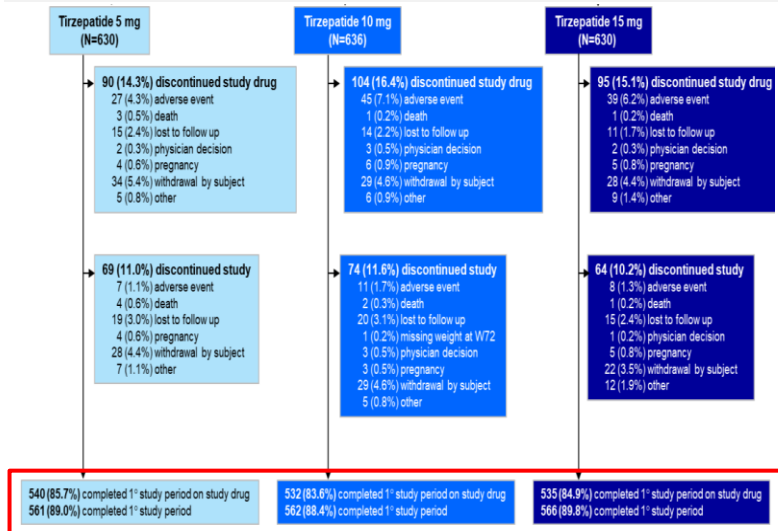 Tirzepatide 5 mg
(N=630)
90 (14.3%) discontinued study drug
27 (4.3%) adverse event
3 (0.5%) death
15 (2.4%) lost to follow up
2 (0.3%) physician decision
4 (0.6%) pregnancy
34 (5.4%) withdrawal by subject
5 (0.8%) other
69 (11.0%) discontinued study
7 (1.1%) adverse event
4 (0.6%) death
19 (3.0%) lost to follow up
4 (0.6%) pregnancy
28 (4.4%) withdrawal by subject
7 (1.1%) other
540 (85.7%) completed 1° study period on study drug
561 (89.0%) completed 1° study period
Tirzepatide 10 mg
(N=636)
104 (16.4%) discontinued study drug
45 (7.1%) adverse event
1 (0.2%) death
14 (2.2%) lost to follow up
3 (0.5%) physician decision
6 (0.9%) pregnancy
29 (4.6%) withdrawal by subject
6 (0.9%) other
74 (11.6%) discontinued study
11 (1.7%) adverse event
2 (0.3%) death
20 (3.1%) lost to follow up
1 (0.2%) missing weight at W72
3 (0.5%) physician decision
3 (0.5%) pregnancy
29 (4.6%) withdrawal by subject
5 (0.8%) other
532 (83.6%) completed 1° study period on study drug
562 (88.4%) completed 1° study period
Tirzepatide 15 mg
(N=630)
95 (15.1%) discontinued study drug
39 (6.2%) adverse event
1 (0.2%) death
11 (1.7%) lost to follow up
2 (0.3%) physician decision
5 (0.8%) pregnancy
28 (4.4%) withdrawal by subject
9 (1.4%) other
64 (10.2%) discontinued study
8 (1.3%) adverse event
1 (0.2%) death
15 (2.4%) lost to follow up
1 (0.2%) physician decision
5 (0.8%) pregnancy
22 (3.5%) withdrawal by subject
12 (1.9%) other
535 (84.9%) completed 1° study period on study drug
566 (89.8%) completed 1° study period